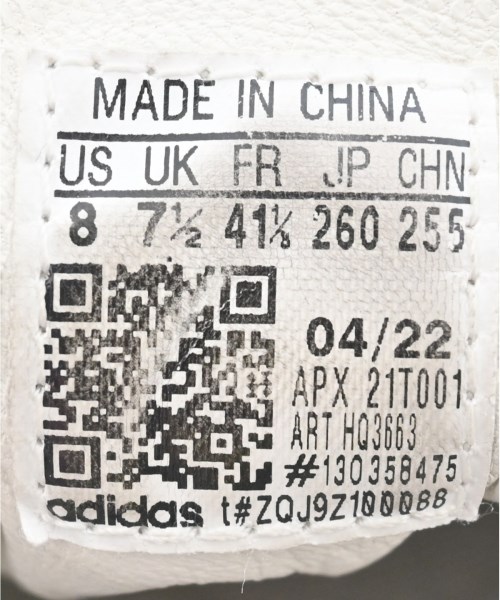 MADE IN CHINA
US UK FR JP CHN
8 7½ 41⅓ 260 255
04/22
APX 21T001
ART HQ3663
#130358475
adidas t#ZQJ9Z100088